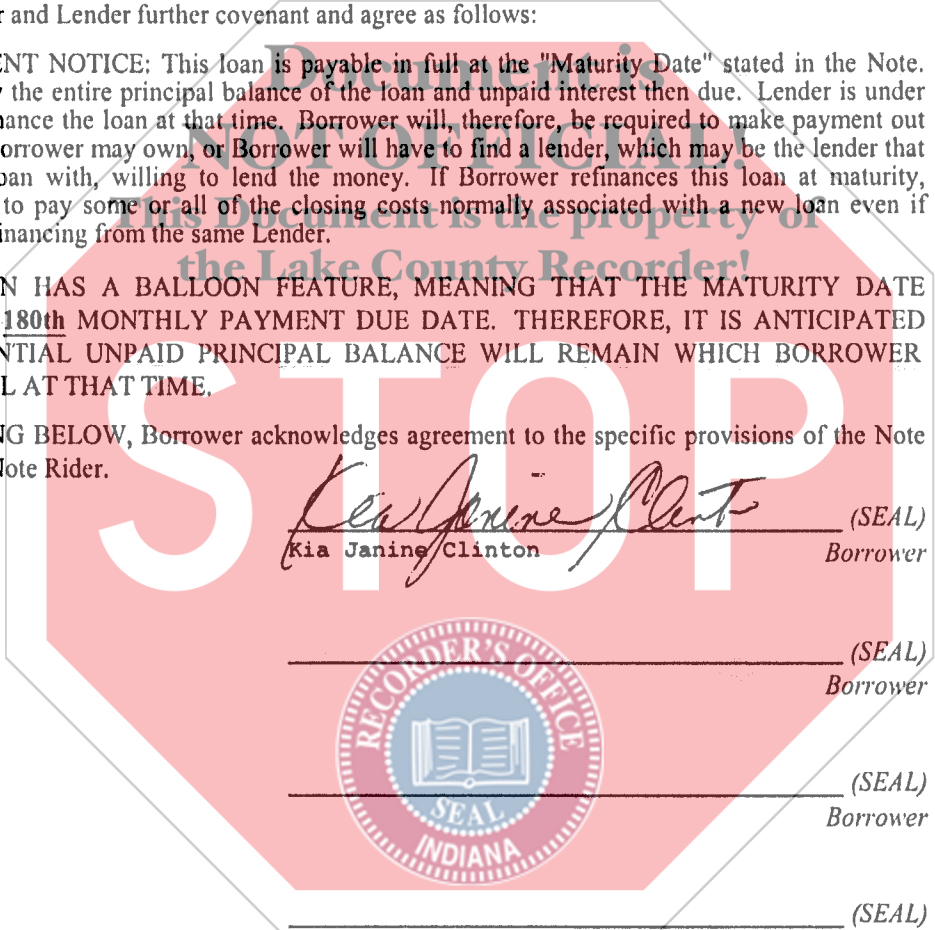 r and Lender further covenant and agree as follows:
ENT NOTICE: This loan is payable in full at the "Maturity Date" stated in the Note.
the entire principal balance of the loan and unpaid interest then due. Lender is under
nance the loan at that time. Borrower will, therefore, be required to make payment out
orrower may own, or Borrower will have to find a lender, which may be the lender that
oan with, willing to lend the money. If Borrower refinances this loan at maturity,
to pay some or all of the closing costs normally associated with a new loan even if
inancing from the same Lender.
Document is
NOT OFFICIAL!
This Document is the property of
the Lake County Recorder!
N HAS A BALLOON FEATURE, MEANING THAT THE MATURITY DATE
180th MONTHLY PAYMENT DUE DATE. THEREFORE, IT IS ANTICIPATED
NTIAL UNPAID PRINCIPAL BALANCE WILL REMAIN WHICH BORROWER
L AT THAT TIME.
NG BELOW, Borrower acknowledges agreement to the specific provisions of the Note
Note Rider.
STOP
Kia Janine Clinton
(SEAL)
Kia Janine Clinton
Borrower
(SEAL)
Borrower
(SEAL)
Borrower
(SEAL)
RECORDER'S OFFICE
SEAL
INDIANA